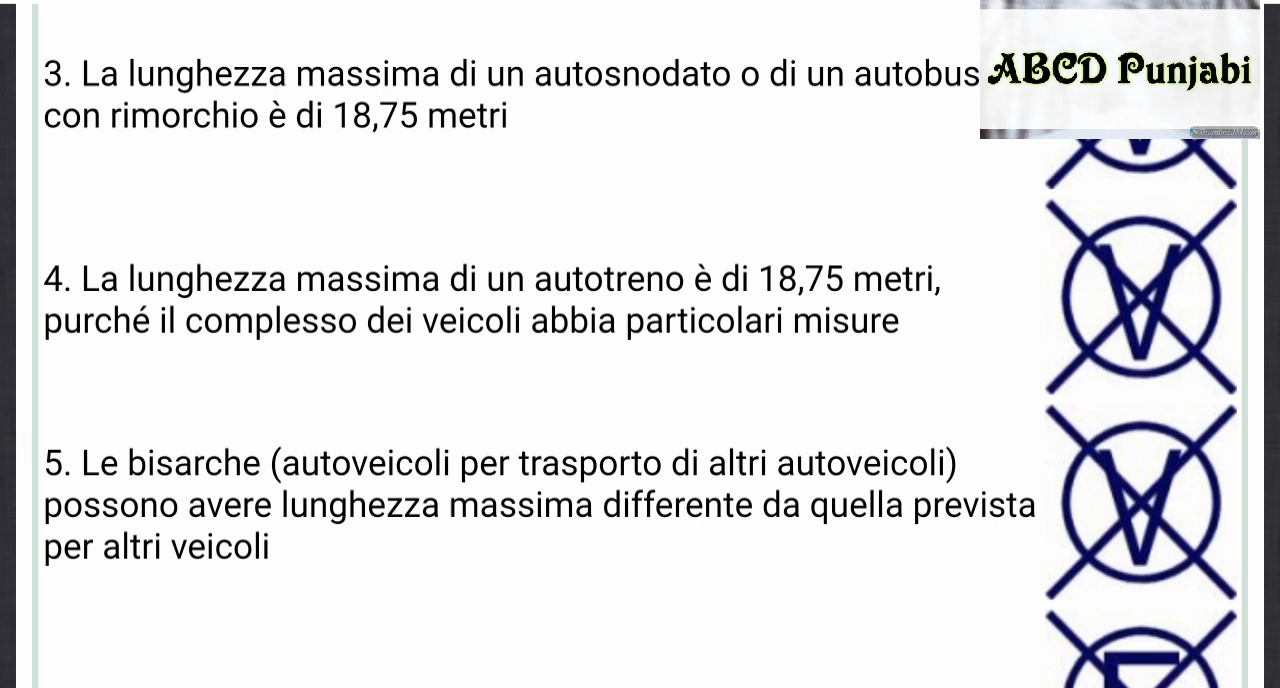 3. La lunghezza massima di un autosnodato o di un autobus
con rimorchio è di 18,75 metri
ABCD Punjabi
Thumbnail Maker
V
4. La lunghezza massima di un autotreno è di 18,75 metri,
purché il complesso dei veicoli abbia particolari misure
V
5. Le bisarche (autoveicoli per trasporto di altri autoveicoli)
possono avere lunghezza massima differente da quella prevista
per altri veicoli
V
F